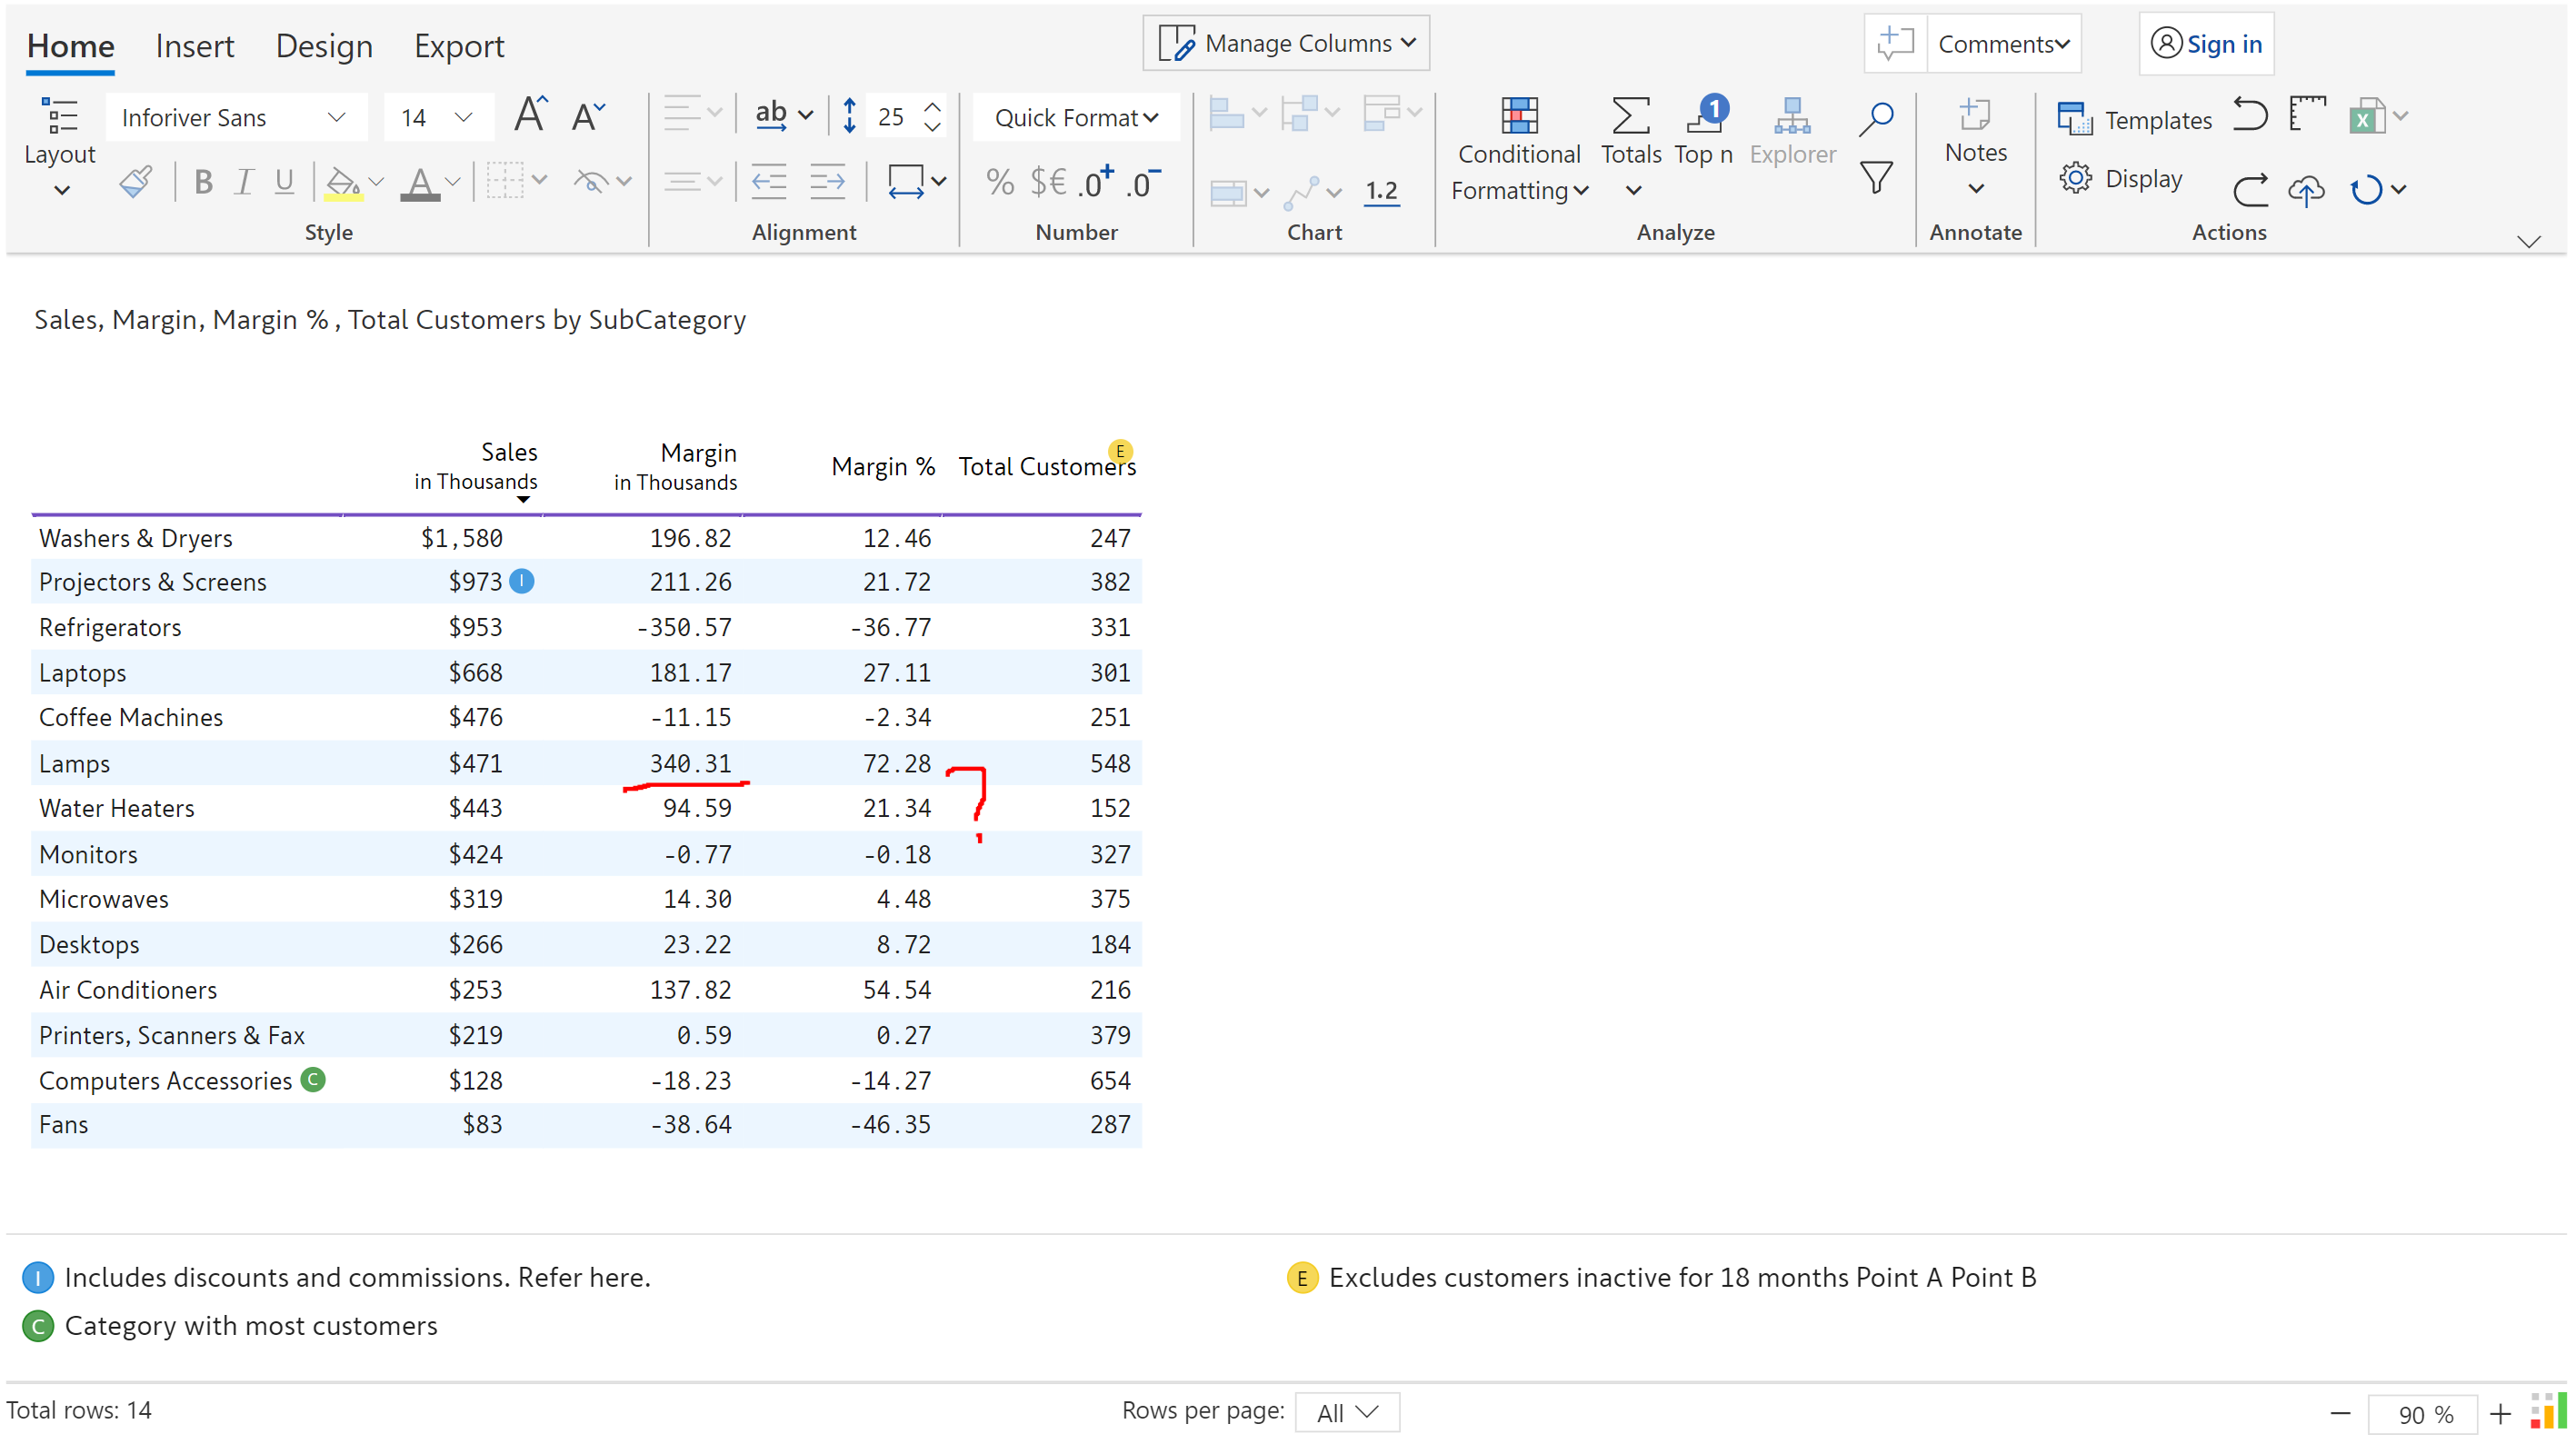 Home Insert Design Export Manage Columns Comments Sign in
Inforiver Sans 14 A A ab 25 Quick Format Conditional Formatting Totals Top n 1 Explorer Notes Templates
Layout B I U A % $€ .0+ .0- 1.2 Display
Style Alignment Number Chart Analyze Annotate Actions
Sales, Margin, Margin % , Total Customers by SubCategory
Sales in Thousands Margin in Thousands Margin % Total Customers E
Washers & Dryers $1,580 196.82 12.46 247
Projectors & Screens $973 I 211.26 21.72 382
Refrigerators $953 -350.57 -36.77 331
Laptops $668 181.17 27.11 301
Coffee Machines $476 -11.15 -2.34 251
Lamps $471 340.31 72.28 ? 548
Water Heaters $443 94.59 21.34 152
Monitors $424 -0.77 -0.18 327
Microwaves $319 14.30 4.48 375
Desktops $266 23.22 8.72 184
Air Conditioners $253 137.82 54.54 216
Printers, Scanners & Fax $219 0.59 0.27 379
Computers Accessories C $128 -18.23 -14.27 654
Fans $83 -38.64 -46.35 287
I Includes discounts and commissions. Refer here. E Excludes customers inactive for 18 months Point A Point B
C Category with most customers
Total rows: 14 Rows per page: All 90 %